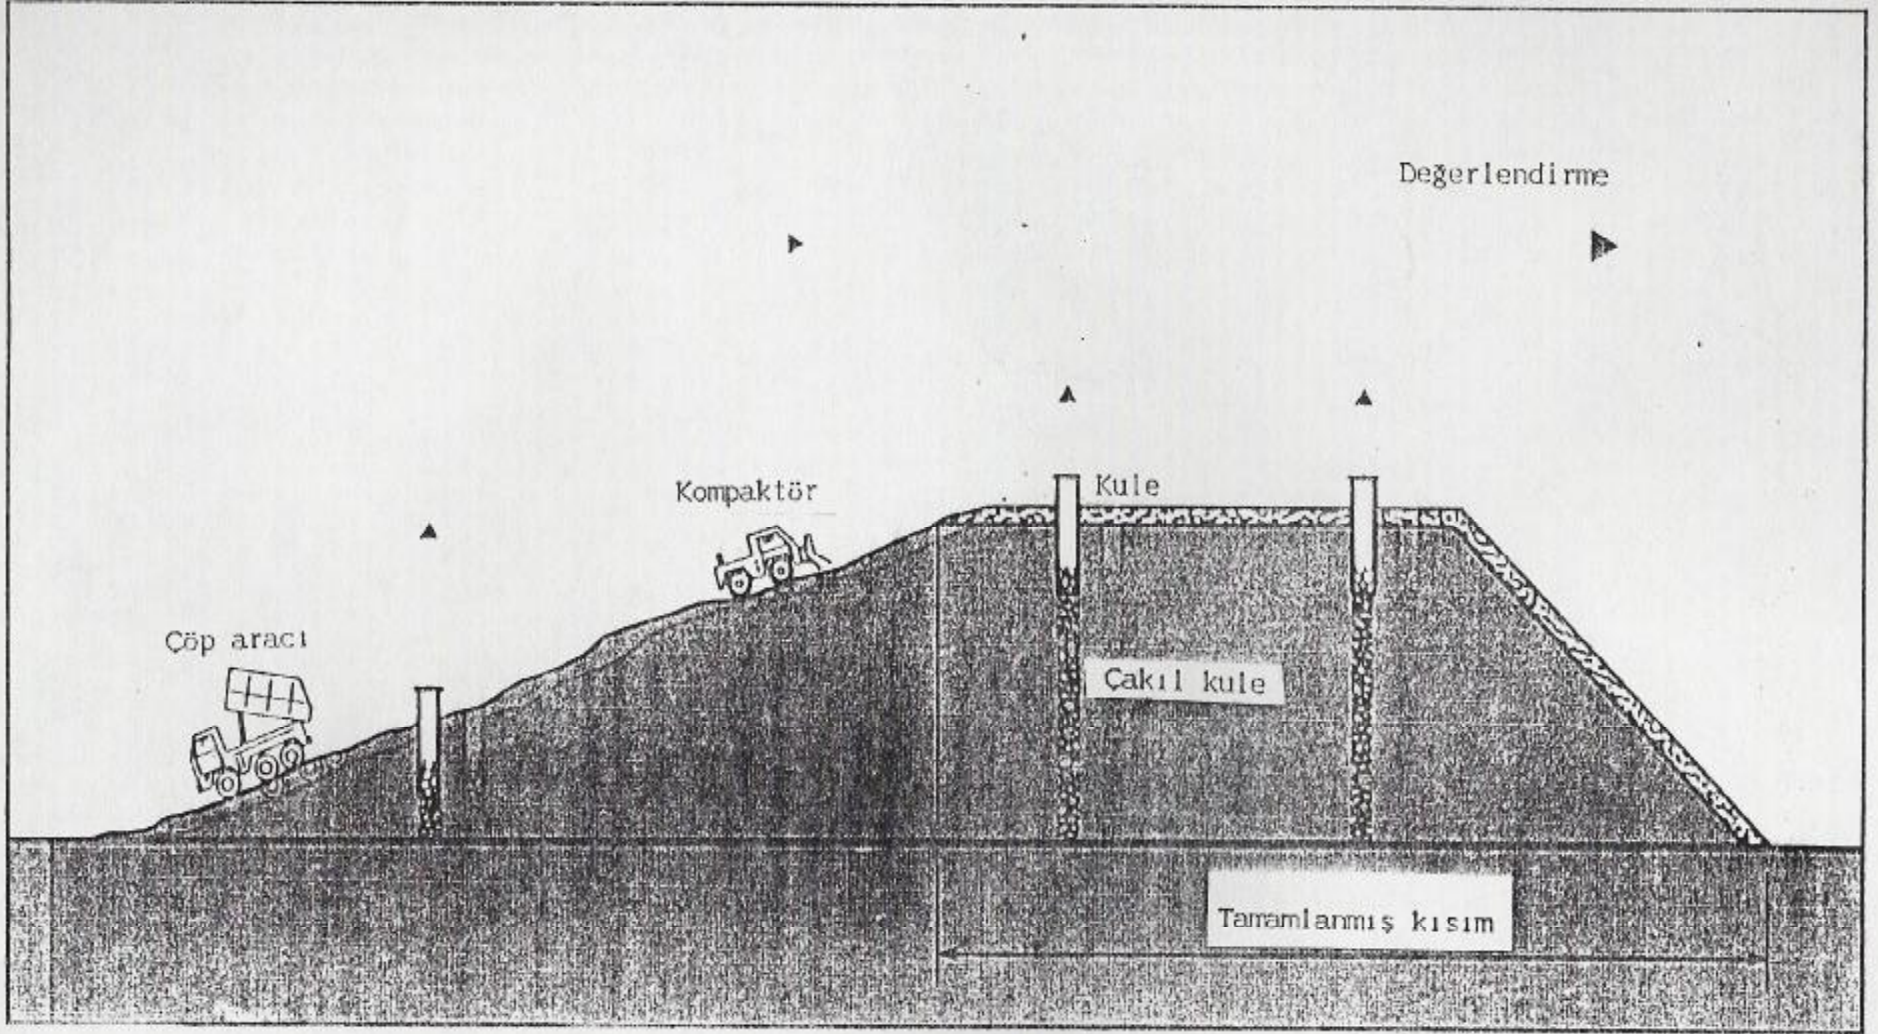 Değerlendirme
Kompaktör
Kule
Çöp aracı
Çakıl kule
Tamamlanmış kısım